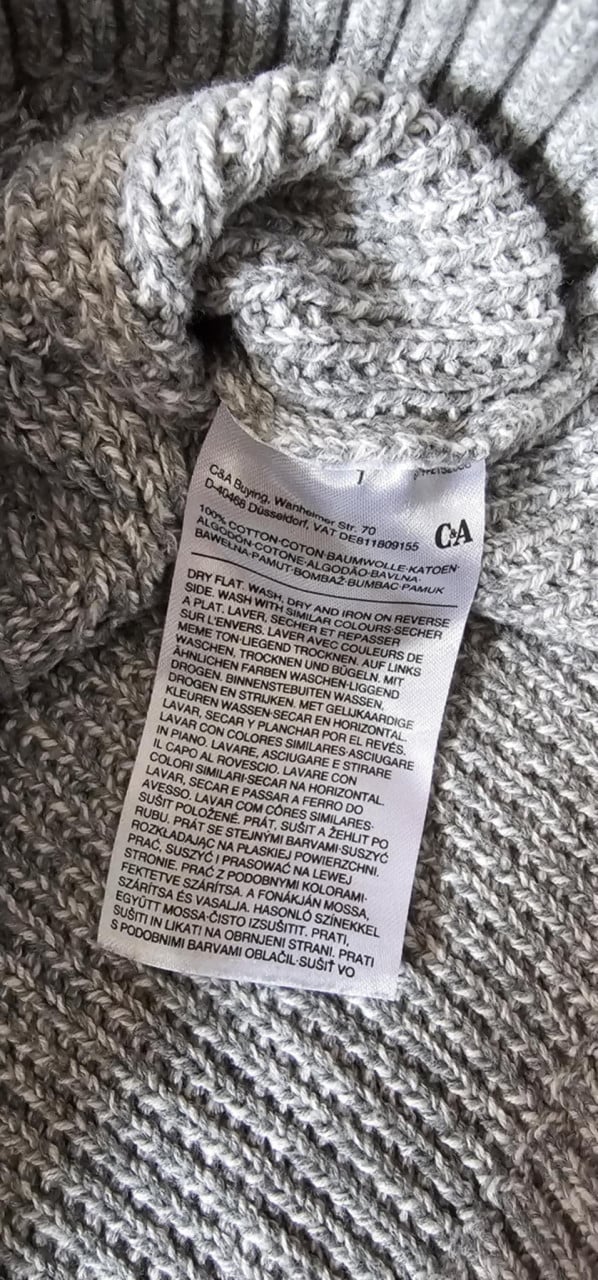 1
C&A Buying, Wanheimer Str. 70
D-40468 Düsseldorf, VAT DE811809155
C&A
100% COTTON·COTON·BAUMWOLLE·KATOEN·
ALGODÓN·COTONE·ALGODÃO·BAVLNA·
BAWEŁNA·PAMUT·BOMBAŽ·BUMBAC·PAMUK
DRY FLAT. WASH, DRY AND IRON ON REVERSE
SIDE. WASH WITH SIMILAR COLOURS·SECHER
A PLAT. LAVER, SECHER ET REPASSER
SUR L'ENVERS. LAVER AVEC COULEURS DE
MEME TON·LIEGEND TROCKNEN. AUF LINKS
WASCHEN, TROCKNEN UND BÜGELN. MIT
ÄHNLICHEN FARBEN WASCHEN·LIGGEND
DROGEN. BINNENSTEBUITEN WASSEN,
DROGEN EN STRIJKEN. MET GELIJKAARDIGE
KLEUREN WASSEN·SECAR EN HORIZONTAL.
LAVAR, SECAR Y PLANCHAR POR EL REVÉS.
LAVAR CON COLORES SIMILARES·ASCIUGARE
IN PIANO. LAVARE, ASCIUGARE E STIRARE
IL CAPO AL ROVESCIO. LAVARE CON
COLORI SIMILARI·SECAR NA HORIZONTAL.
LAVAR, SECAR E PASSAR A FERRO DO
AVESSO. LAVAR COM CÔRES SIMILARES·
SUŠIT POLOŽENÉ. PRÁT, SUŠIT A ŽEHLIT PO
RUBU. PRÁT SE STEJNÝMI BARVAMI·SUSZYĆ
ROZKŁADAJĄC NA PŁASKIEJ POWIERZCHNI.
PRAĆ, SUSZYĆ I PRASOWAĆ NA LEWEJ
STRONIE. PRAĆ Z PODOBNYMI KOLORAMI·
FEKTETVE SZÁRÍTSA. A FONÁKJÁN MOSSA,
SZÁRÍTSA ÉS VASALJA. HASONLÓ SZÍNEKKEL
EGYÜTT MOSSA·ČISTO IZSUŠITIT. PRATI,
SUŠITI IN LIKATI NA OBRNJENI STRANI. PRATI
S PODOBNIMI BARVAMI OBLAČIL·SUŠIŤ VO